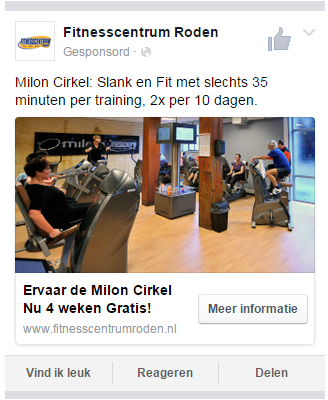 Fitnesscentrum Roden
Gesponsord ·
Milon Cirkel: Slank en Fit met slechts 35
minuten per training, 2x per 10 dagen.
milon
Ervaar de Milon Cirkel
Nu 4 weken Gratis!
Meer informatie
www.fitnesscentrumroden.nl
Vind ik leuk
Reageren
Delen